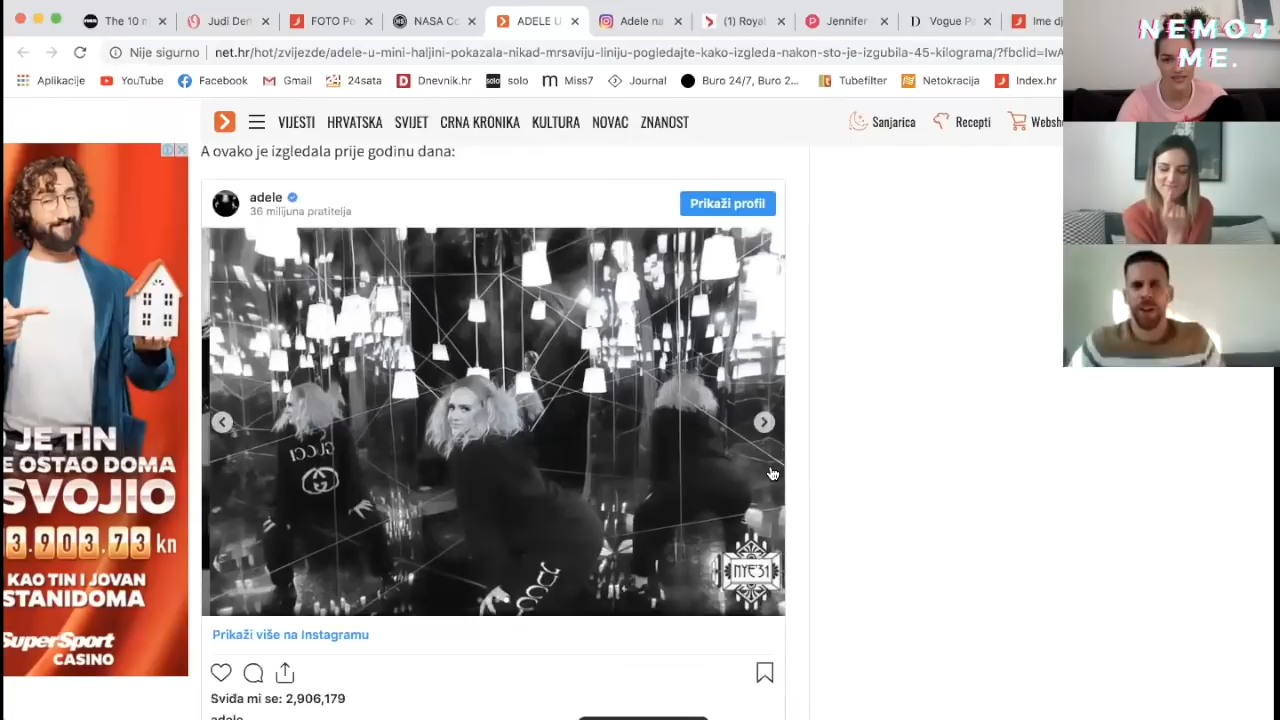 The 10 m
Judi Den
FOTO Po
NASA Co
ADELE U
Adele na
(1) Royal
Jennifer
Vogue Pa
Ime dj
Nije sigurno
net.hr/hot/zvijezde/adele-u-mini-haljini-pokazala-nikad-mrsaviju-liniju-pogledajte-kako-izgleda-nakon-sto-je-izgubila-45-kilograma/?fbclid=IwA
Aplikacije YouTube Facebook Gmail 24sata Dnevnik.hr solo Miss7 Journal Buro 24/7, Buro 2... Tubefilter Netokracija Index.hr
NEMOJ
ME.
VIJESTI HRVATSKA SVIJET CRNA KRONIKA KULTURA NOVAC ZNANOST
Sanjarica Recepti Websh
A ovako je izgledala prije godinu dana:
adele
36 milijuna pratitelja
Prikaži profil
GUCCI
NYE31
JE TIN
E OSTAO DOMA
SVOJIO
3.903,73 kn
KAO TIN I JOVAN
STANIDOMA
SuperSport
CASINO
Prikaži više na Instagramu
Sviđa mi se: 2,906,179
adele